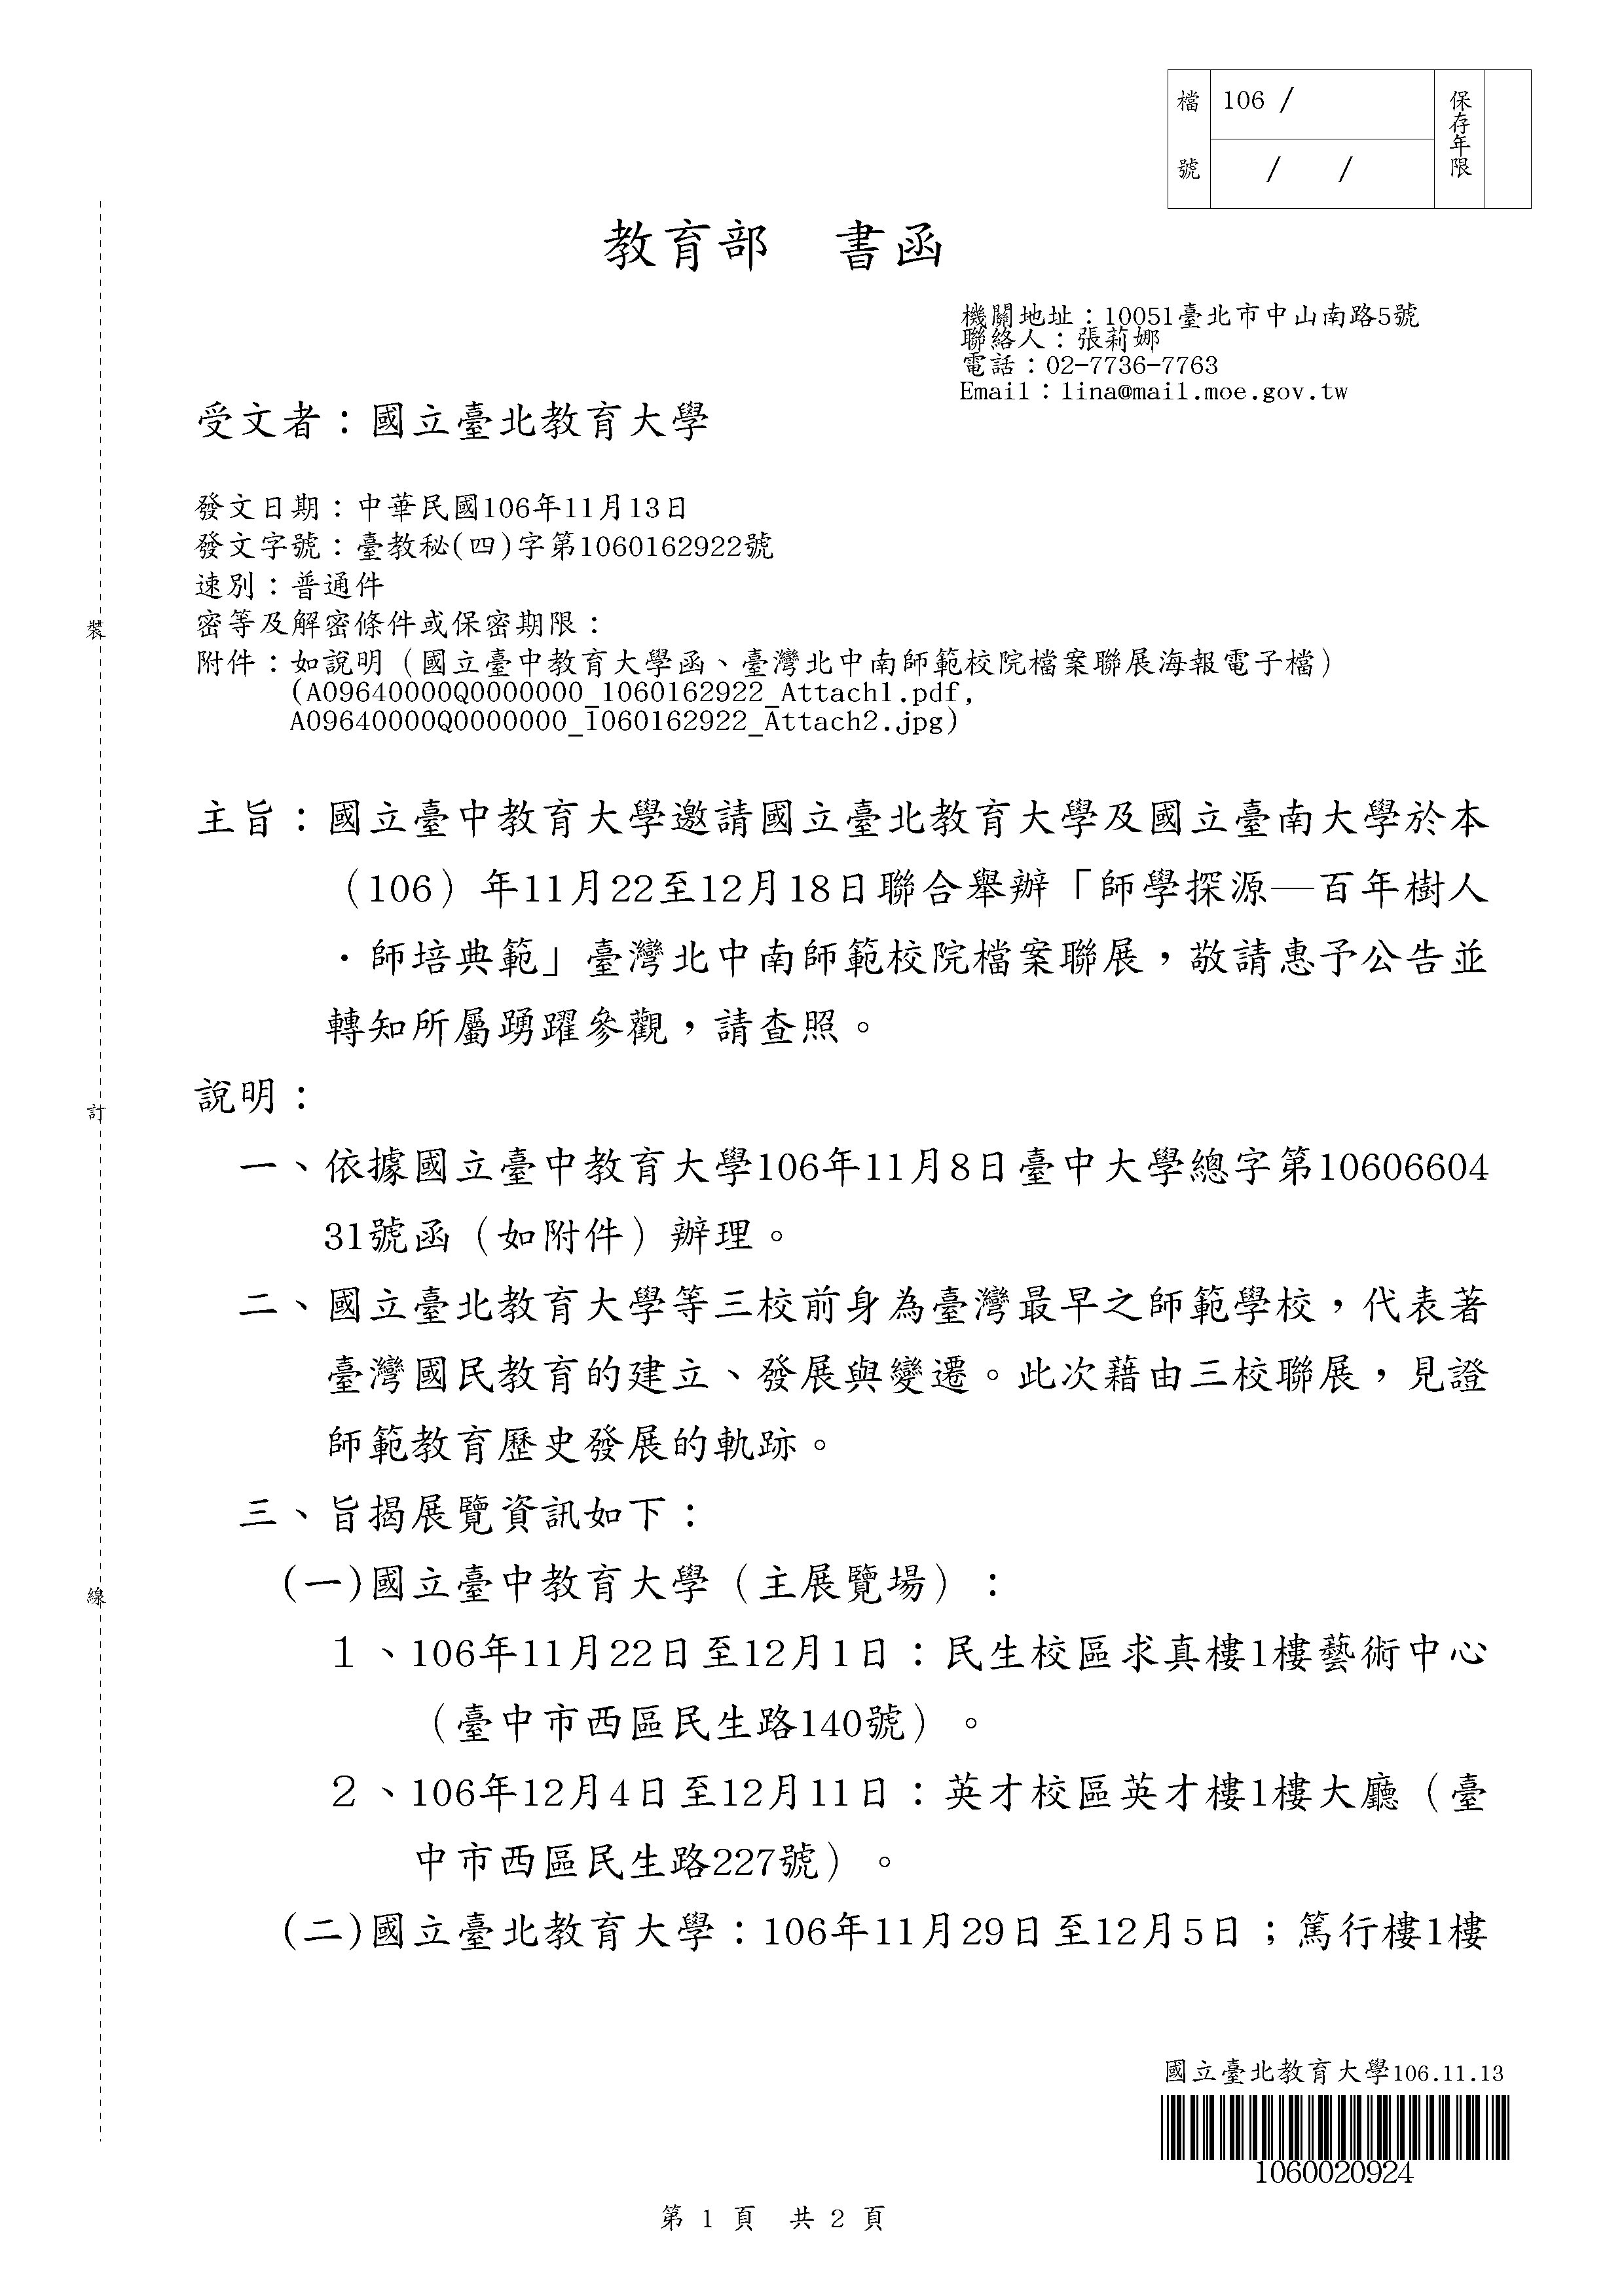 檔號
106 /
/ /
保存年限
教育部 書函
機關地址：10051臺北市中山南路5號
聯絡人：張莉娜
電話：02-7736-7763
Email：lina@mail.moe.gov.tw
受文者：國立臺北教育大學
發文日期：中華民國106年11月13日
發文字號：臺教秘(四)字第1060162922號
速別：普通件
密等及解密條件或保密期限：
附件：如說明（國立臺中教育大學函、臺灣北中南師範校院檔案聯展海報電子檔）
(A09640000Q0000000_1060162922_Attach1.pdf,
A09640000Q0000000_1060162922_Attach2.jpg)
主旨：國立臺中教育大學邀請國立臺北教育大學及國立臺南大學於本
（106）年11月22至12月18日聯合舉辦「師學探源—百年樹人
．師培典範」臺灣北中南師範校院檔案聯展，敬請惠予公告並
轉知所屬踴躍參觀，請查照。
說明：
一、依據國立臺中教育大學106年11月8日臺中大學總字第10606604
31號函（如附件）辦理。
二、國立臺北教育大學等三校前身為臺灣最早之師範學校，代表著
臺灣國民教育的建立、發展與變遷。此次藉由三校聯展，見證
師範教育歷史發展的軌跡。
三、旨揭展覽資訊如下：
(一)國立臺中教育大學（主展覽場）：
１、106年11月22日至12月1日：民生校區求真樓1樓藝術中心
（臺中市西區民生路140號）。
２、106年12月4日至12月11日：英才校區英才樓1樓大廳（臺
中市西區民生路227號）。
(二)國立臺北教育大學：106年11月29日至12月5日；篤行樓1樓
裝
訂
線
國立臺北教育大學106.11.13
1060020924
第 1 頁 共 2 頁